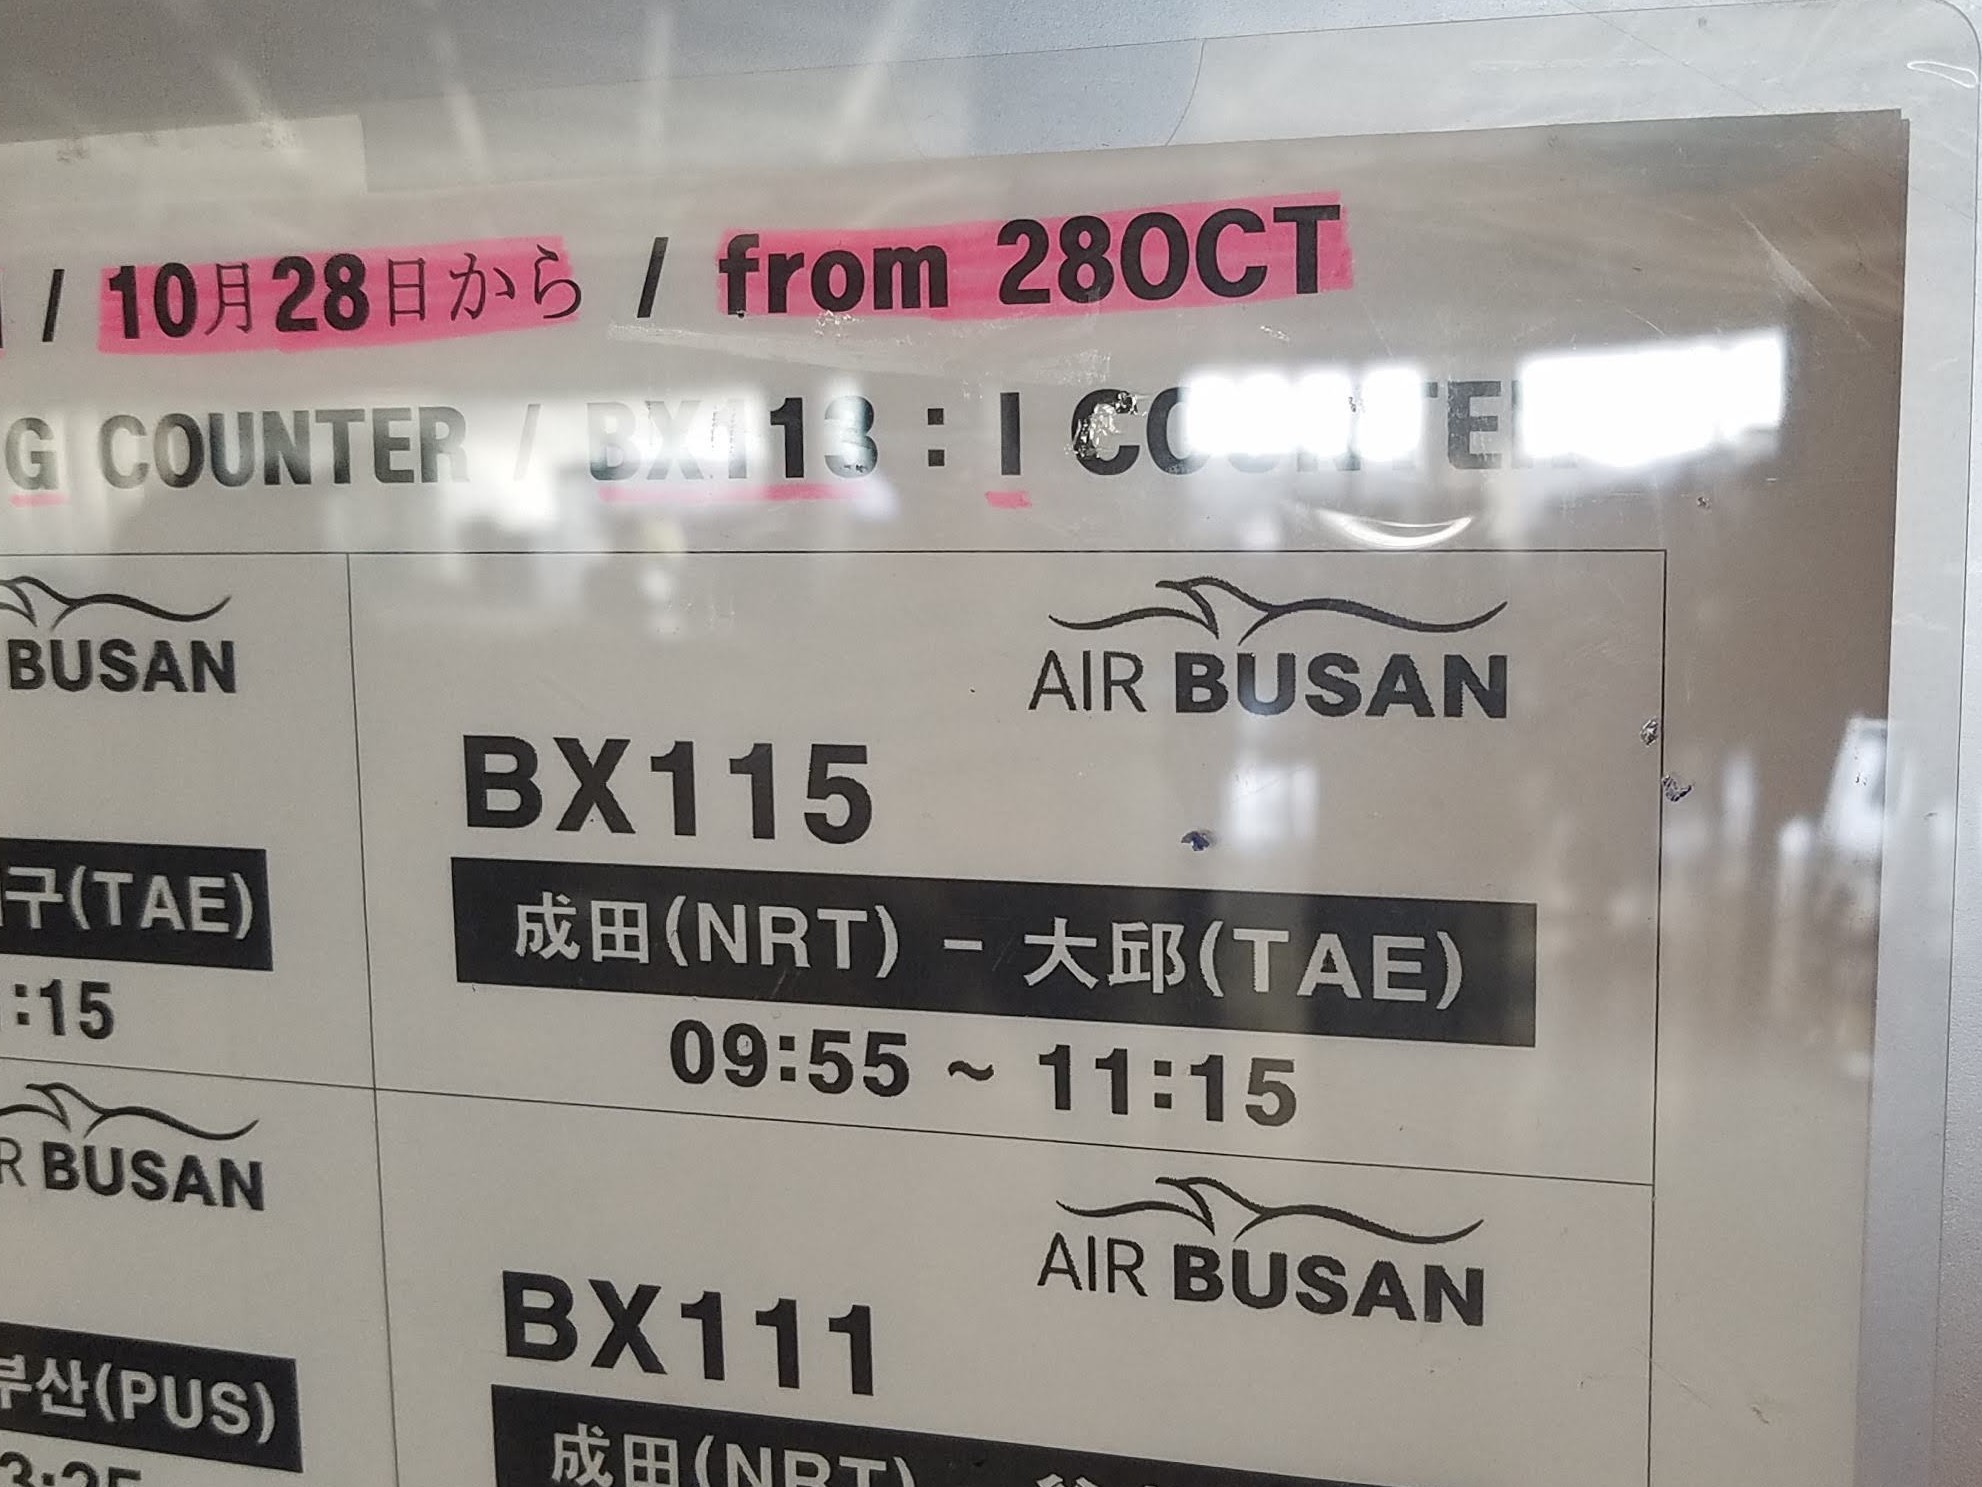 / 10月28日から / from 28OCT
G COUNTER / BX113 : I COUNTER
BUSAN
구(TAE)
:15
AIR BUSAN
BX115
成田(NRT) - 大邱(TAE)
09:55 ~ 11:15
BUSAN
부산(PUS)
3:25
AIR BUSAN
BX111
成田(NRT) -